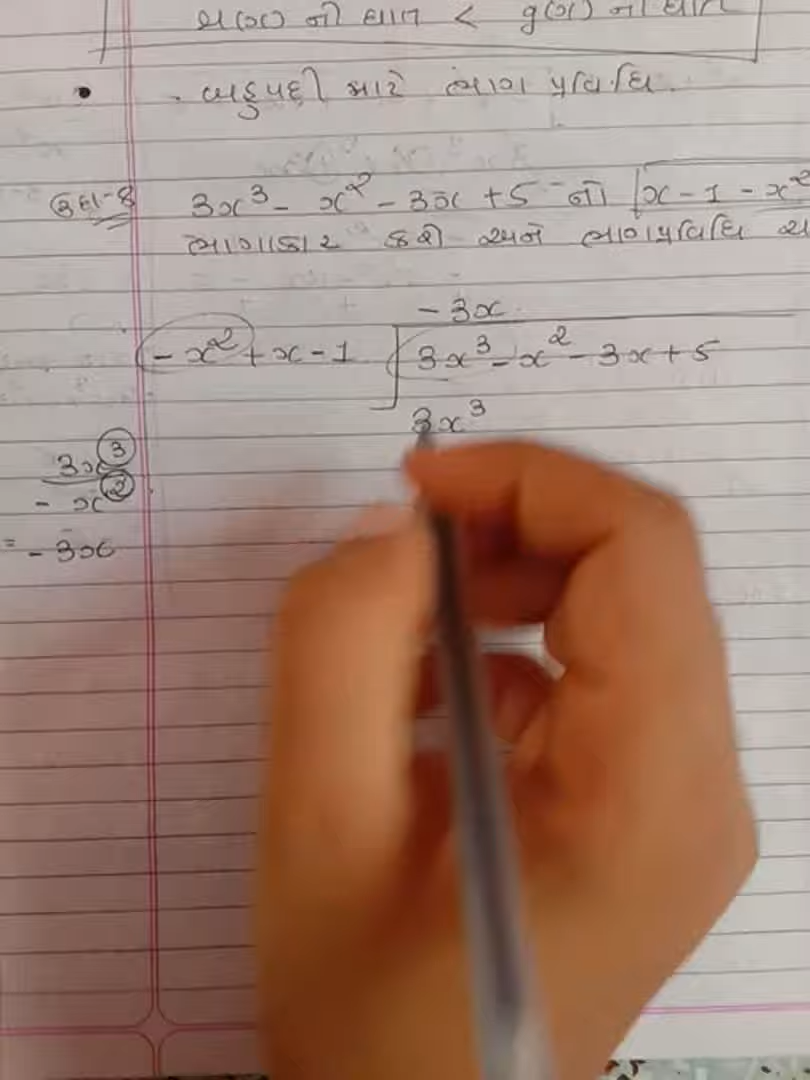 ની ઘાત < g(x) ની ઘાત
• બહુપદી માટે ભાગ પ્રવિધિ.
ઉદા-8 3x³ - x² - 3x + 5 નો x - 1 - x²
ભાગાકાર કરો અને ભાગપ્રવિધિ
-3x
-x² + x - 1 3x³ - x² - 3x + 5
3x³
3x³
- x²
= -3x